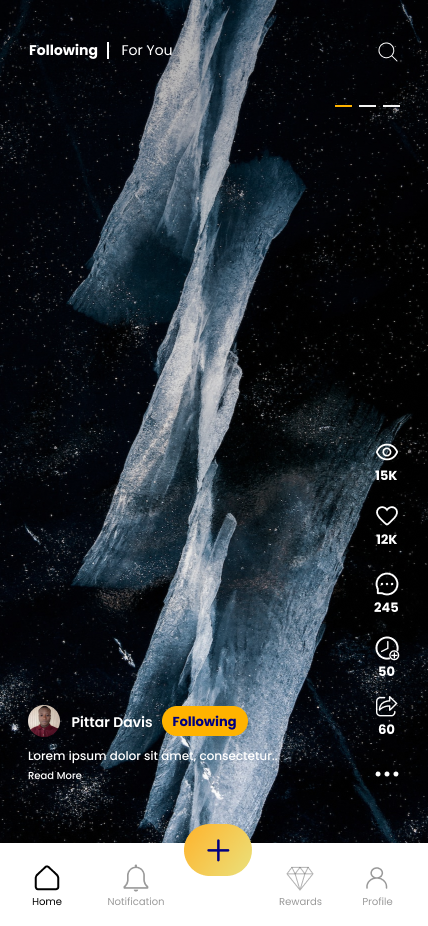 Following | For You
15K
12K
245
50
60
Pittar Davis Following
Lorem ipsum dolor sit amet, consectetur..
Read More
Home Notification Rewards Profile